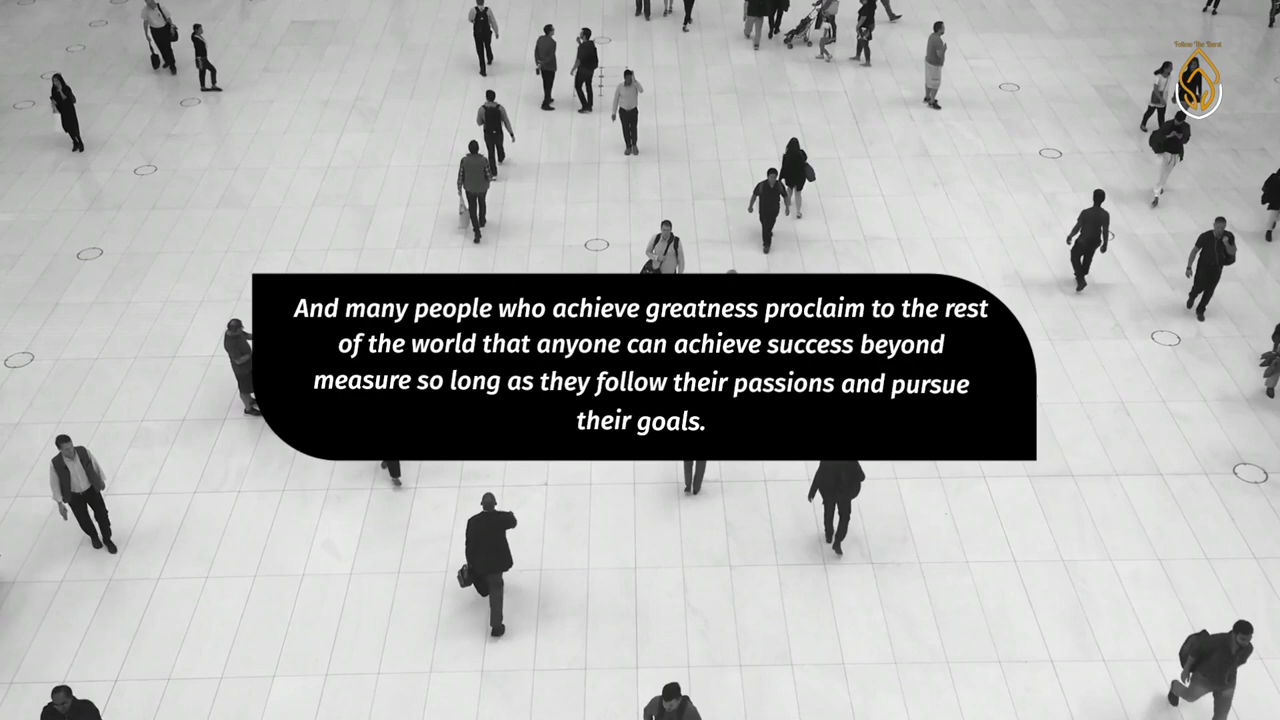 And many people who achieve greatness proclaim to the rest
of the world that anyone can achieve success beyond
measure so long as they follow their passions and pursue
their goals.